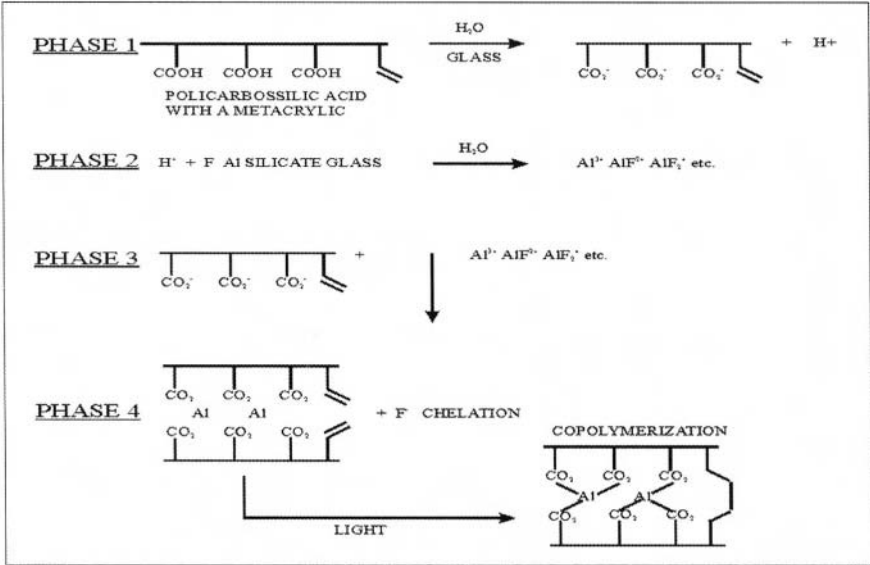 PHASE 1
COOH COOH COOH
POLICARBOSSILIC ACID
WITH A METACRYLIC
H₂O
GLASS
CO₂⁻ CO₂⁻ CO₂⁻
+ H+
PHASE 2 H⁺ + F Al SILICATE GLASS
H₂O
Al³⁺ AlF²⁺ AlF₂⁺ etc.
PHASE 3
CO₂⁻ CO₂⁻ CO₂⁻
+
Al³⁺ AlF²⁺ AlF₂⁺ etc.
PHASE 4
CO₂ CO₂ CO₂
Al Al
CO₂ CO₂ CO₂
+ F⁻ CHELATION
LIGHT
COPOLYMERIZATION
CO₂ CO₂ CO₂
Al Al
CO₂ CO₂ CO₂